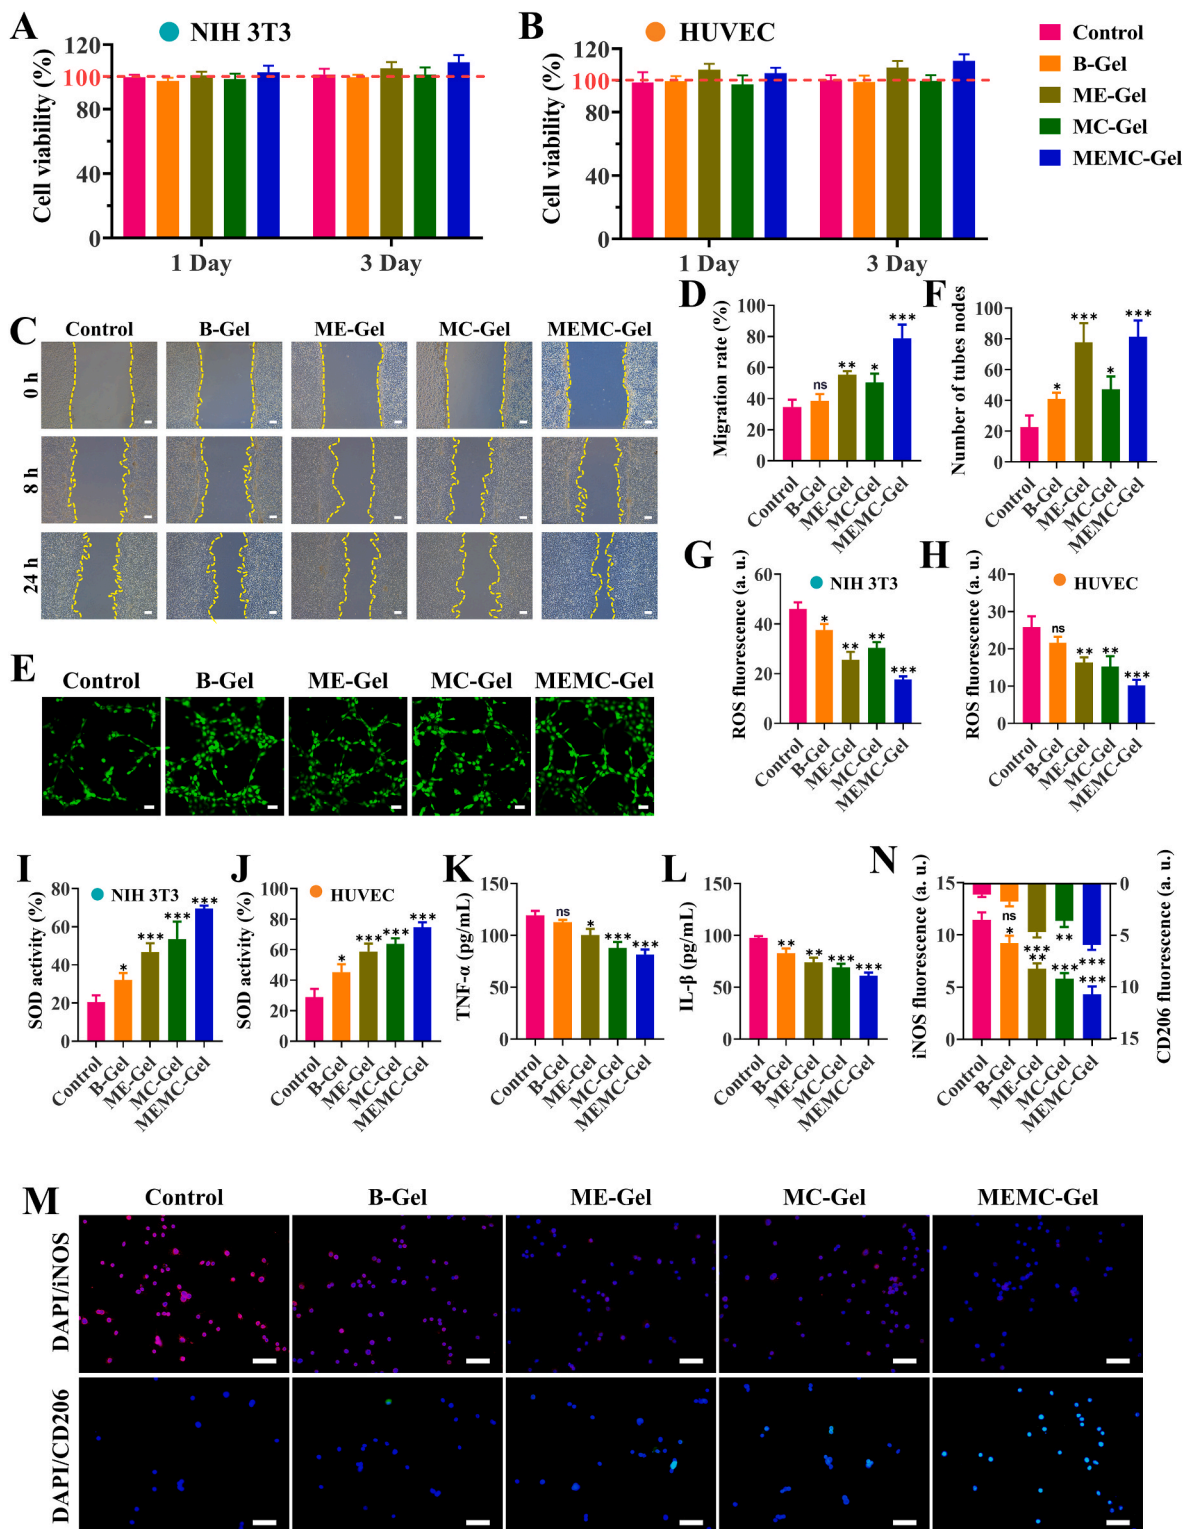 A
NIH 3T3
Cell viability (%)
120
100
80
40
0
1 Day
3 Day
B
HUVEC
Cell viability (%)
120
100
80
40
0
1 Day
3 Day
Control
B-Gel
ME-Gel
MC-Gel
MEMC-Gel
C
Control
B-Gel
ME-Gel
MC-Gel
MEMC-Gel
0 h
8 h
24 h
D
Migration rate (%)
100
80
60
40
20
0
ns
**
*
***
Control
B-Gel
ME-Gel
MC-Gel
MEMC-Gel
F
Number of tubes nodes
100
80
60
40
20
0
*
***
*
***
Control
B-Gel
ME-Gel
MC-Gel
MEMC-Gel
E
Control
B-Gel
ME-Gel
MC-Gel
MEMC-Gel
G
NIH 3T3
ROS fluorescence (a. u.)
60
40
20
0
*
**
**
***
Control
B-Gel
ME-Gel
MC-Gel
MEMC-Gel
H
HUVEC
ROS fluorescence (a. u.)
40
30
20
10
0
ns
**
**
***
Control
B-Gel
ME-Gel
MC-Gel
MEMC-Gel
I
NIH 3T3
SOD activity (%)
80
60
40
20
0
*
***
***
***
Control
B-Gel
ME-Gel
MC-Gel
MEMC-Gel
J
HUVEC
SOD activity (%)
100
80
60
40
20
0
*
***
***
***
Control
B-Gel
ME-Gel
MC-Gel
MEMC-Gel
K
TNF-α (pg/mL)
150
100
50
0
ns
*
***
***
Control
B-Gel
ME-Gel
MC-Gel
MEMC-Gel
L
IL-β (pg/mL)
150
100
50
0
**
**
***
***
Control
B-Gel
ME-Gel
MC-Gel
MEMC-Gel
N
iNOS fluorescence (a. u.)
15
10
5
0
CD206 fluorescence (a. u.)
0
5
10
15
ns
***
**
***
*
**
***
***
Control
B-Gel
ME-Gel
MC-Gel
MEMC-Gel
M
Control
B-Gel
ME-Gel
MC-Gel
MEMC-Gel
DAPI/iNOS
DAPI/CD206